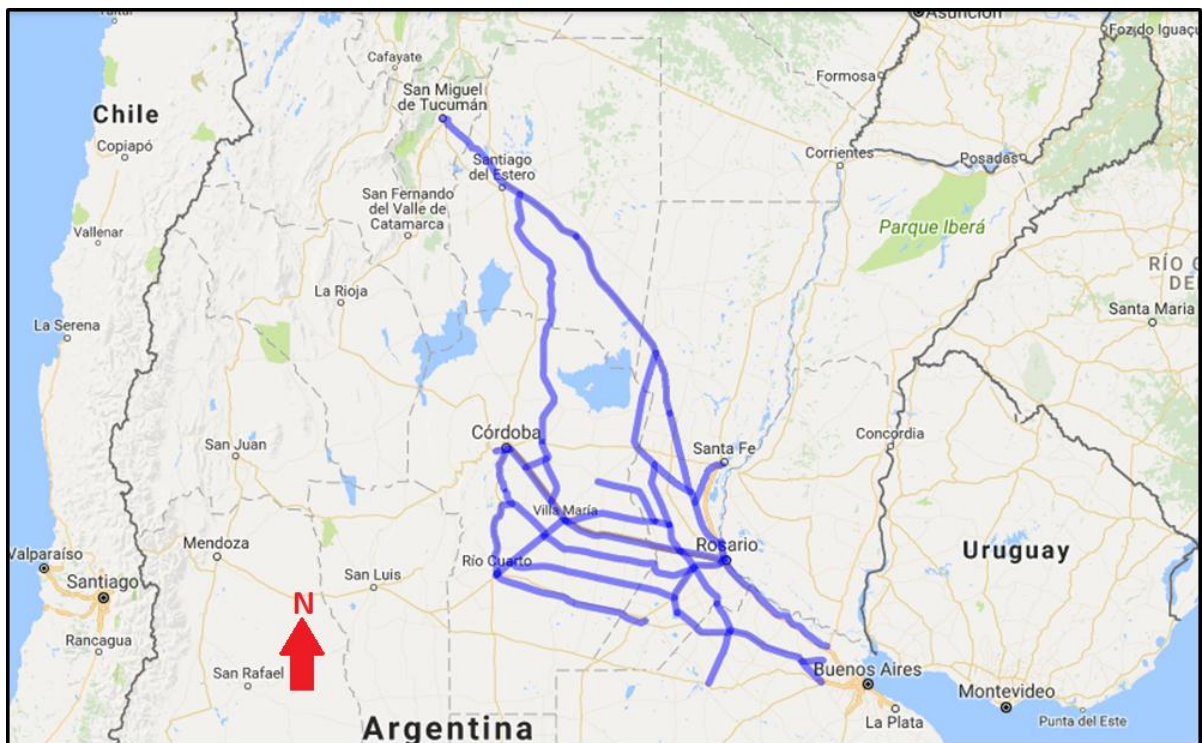 Asunción
Foz do Iguaçu
Cafayate
Formosa
San Miguel
de Tucumán
Chile
Copiapó
Corrientes
Posadas
Santiago
del Estero
San Fernando
del Valle de
Catamarca
Parque Iberá
Vallenar
RÍO G
DE
La Rioja
Santa Maria
La Serena
Córdoba
Concordia
San Juan
Santa Fe
Villa María
Mendoza
Rosario
Uruguay
Valparaíso
Río Cuarto
Santiago
San Luis
N
Rancagua
San Rafael
Buenos Aires
Montevideo
La Plata
Punta del Este
Argentina